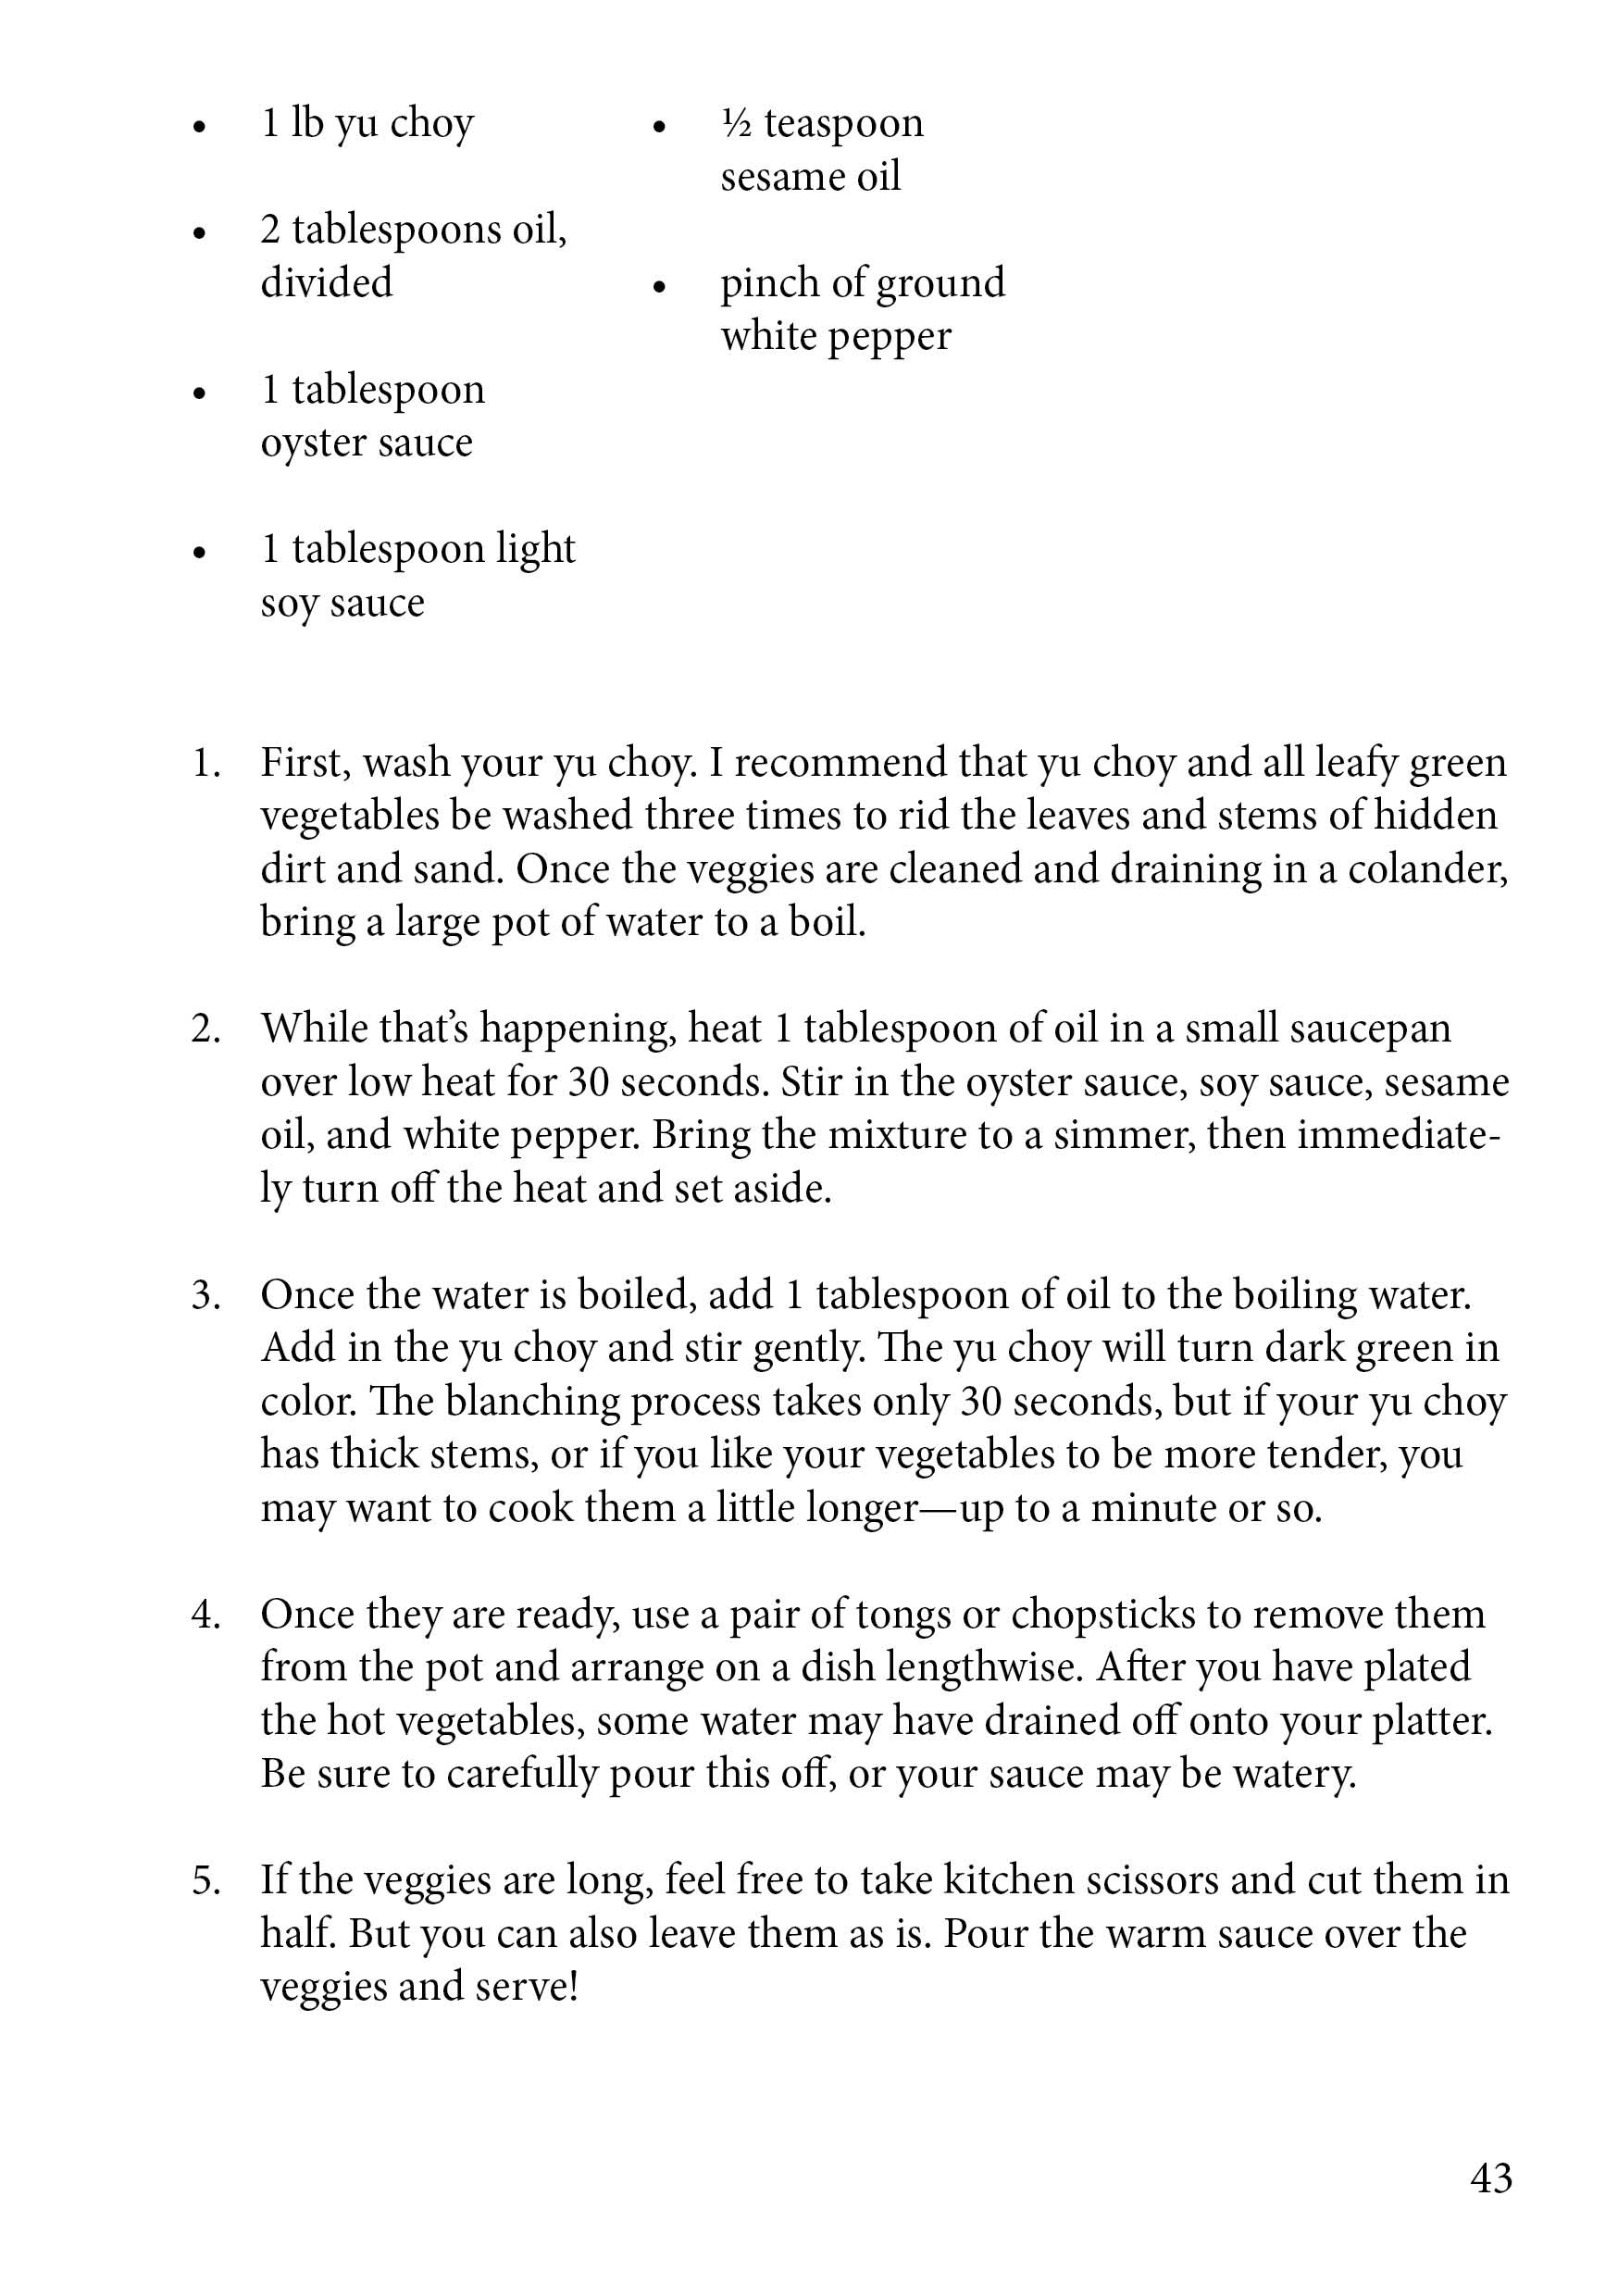 • 1 lb yu choy
• 2 tablespoons oil,
divided
• 1 tablespoon
oyster sauce
• 1 tablespoon light
soy sauce
• ½ teaspoon
sesame oil
• pinch of ground
white pepper
1. First, wash your yu choy. I recommend that yu choy and all leafy green
vegetables be washed three times to rid the leaves and stems of hidden
dirt and sand. Once the veggies are cleaned and draining in a colander,
bring a large pot of water to a boil.
2. While that’s happening, heat 1 tablespoon of oil in a small saucepan
over low heat for 30 seconds. Stir in the oyster sauce, soy sauce, sesame
oil, and white pepper. Bring the mixture to a simmer, then immediate-
ly turn off the heat and set aside.
3. Once the water is boiled, add 1 tablespoon of oil to the boiling water.
Add in the yu choy and stir gently. The yu choy will turn dark green in
color. The blanching process takes only 30 seconds, but if your yu choy
has thick stems, or if you like your vegetables to be more tender, you
may want to cook them a little longer—up to a minute or so.
4. Once they are ready, use a pair of tongs or chopsticks to remove them
from the pot and arrange on a dish lengthwise. After you have plated
the hot vegetables, some water may have drained off onto your platter.
Be sure to carefully pour this off, or your sauce may be watery.
5. If the veggies are long, feel free to take kitchen scissors and cut them in
half. But you can also leave them as is. Pour the warm sauce over the
veggies and serve!
43